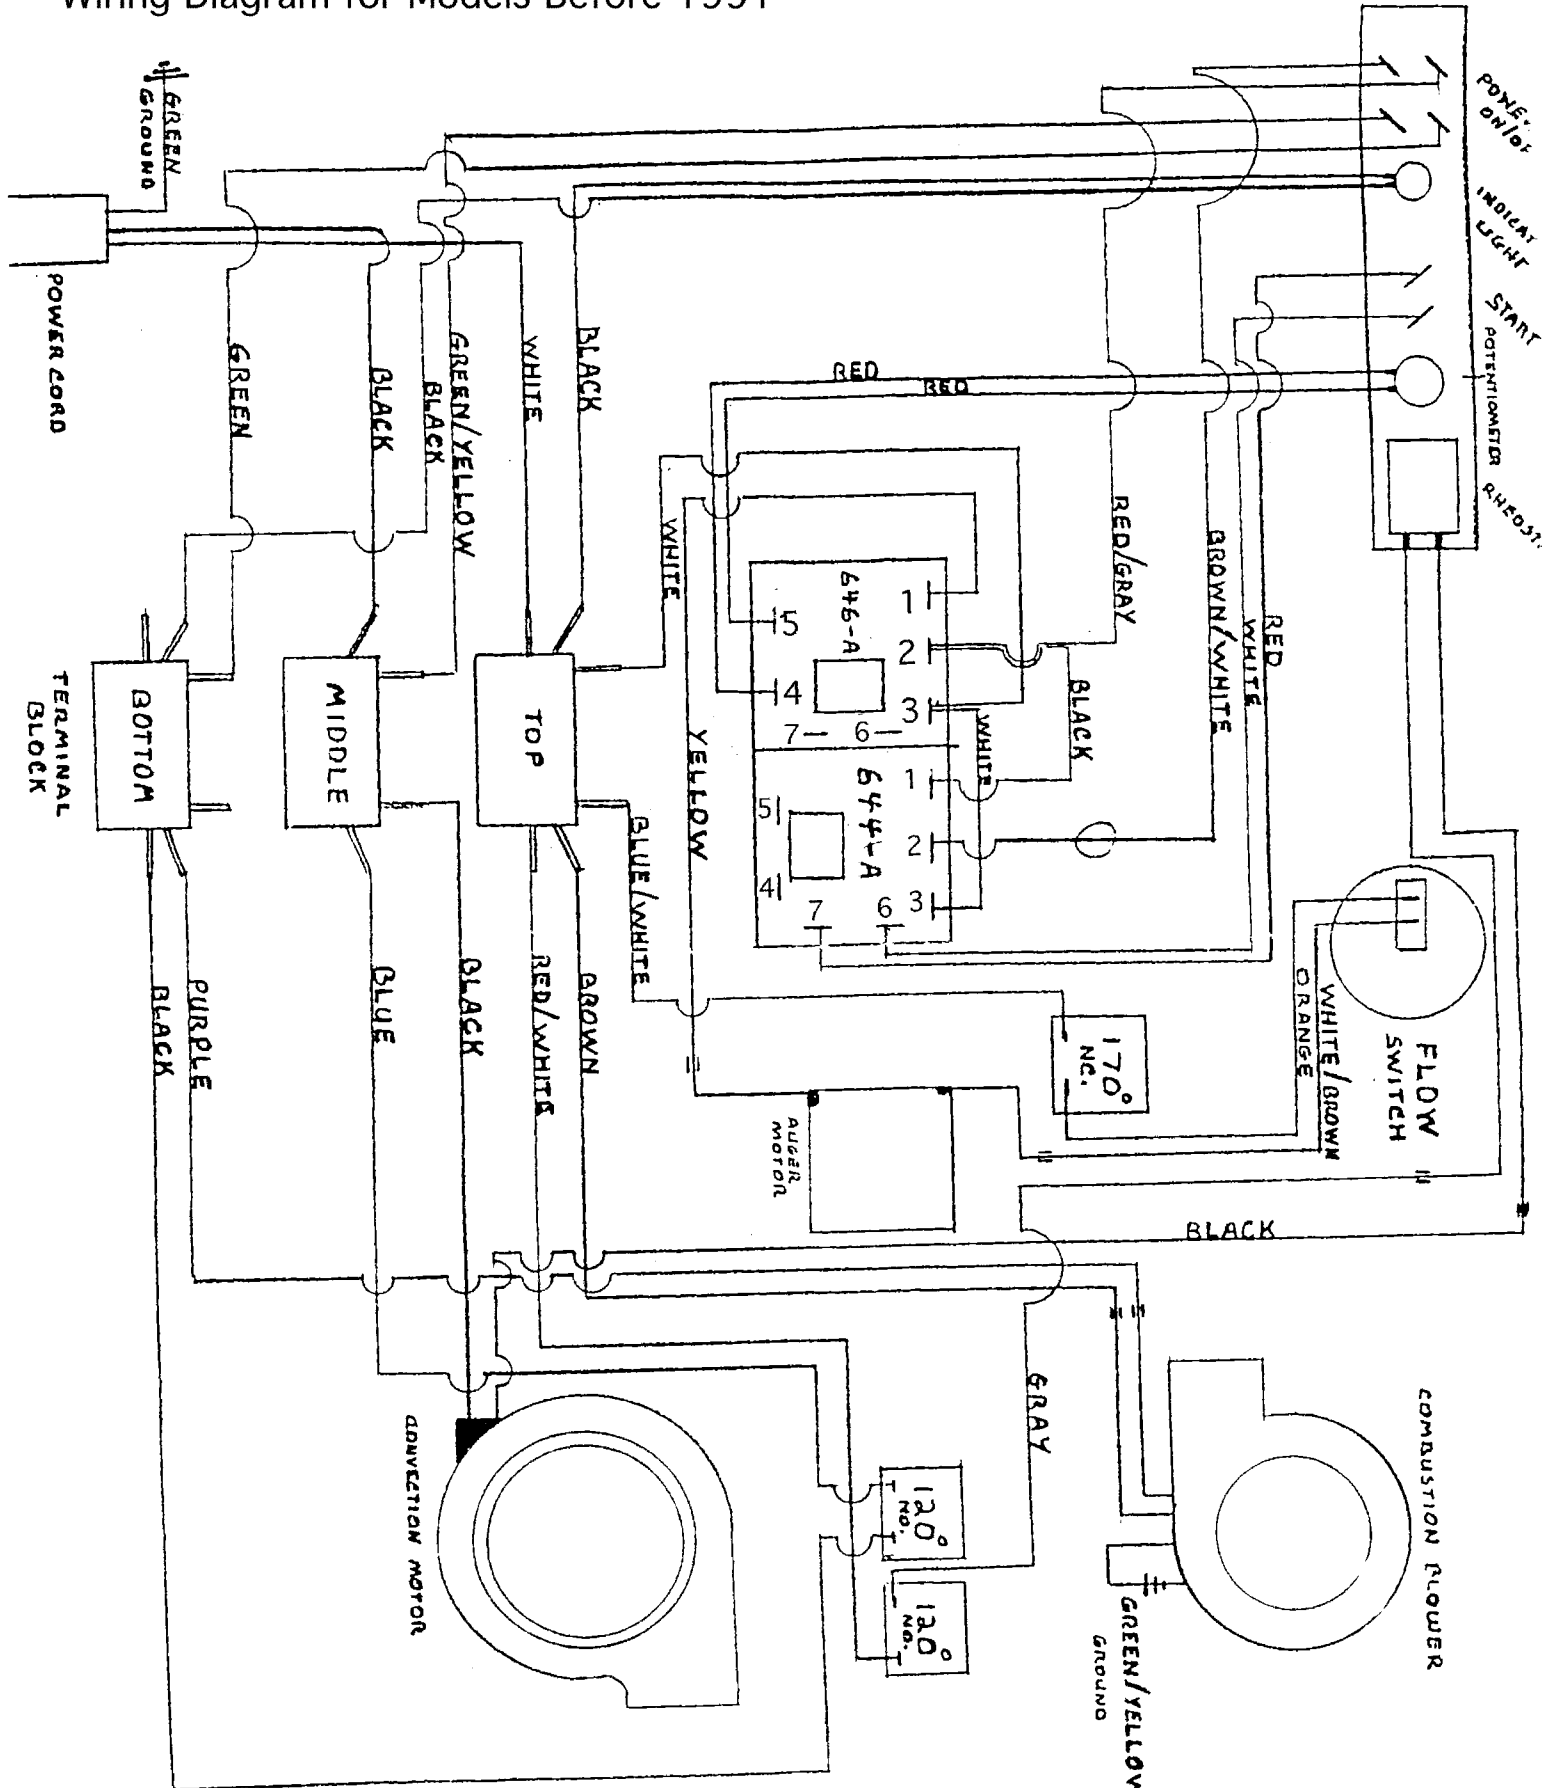 Wiring Diagram for Models Before 1991
GREEN
GROUND
POWER CORD
GREEN
BLACK
GREEN/YELLOW
BLACK
WHITE
BLACK
RED
RED
ON/OF
INDICAT
LIGHT
START
POTENTIOMETER
RHEOST
WHITE
YELLOW
646-A
1
2
3
5
4
7
6
644-A
1
2
3
5
4
7
6
WHITE
BLACK
RED/GRAY
BROWN/WHITE
WHITE
RED
TERMINAL
BLOCK
BOTTOM
MIDDLE
TOP
BLACK
PURPLE
BLUE
BLACK
RED/WHITE
BROWN
BLUE/WHITE
170°
NC.
ORANGE
WHITE/BROWN
FLOW
SWITCH
AUGER
MOTOR
BLACK
GRAY
CONVECTION MOTOR
120°
NO.
120°
NO.
COMBUSTION BLOWER
GREEN/YELLOW
GROUND